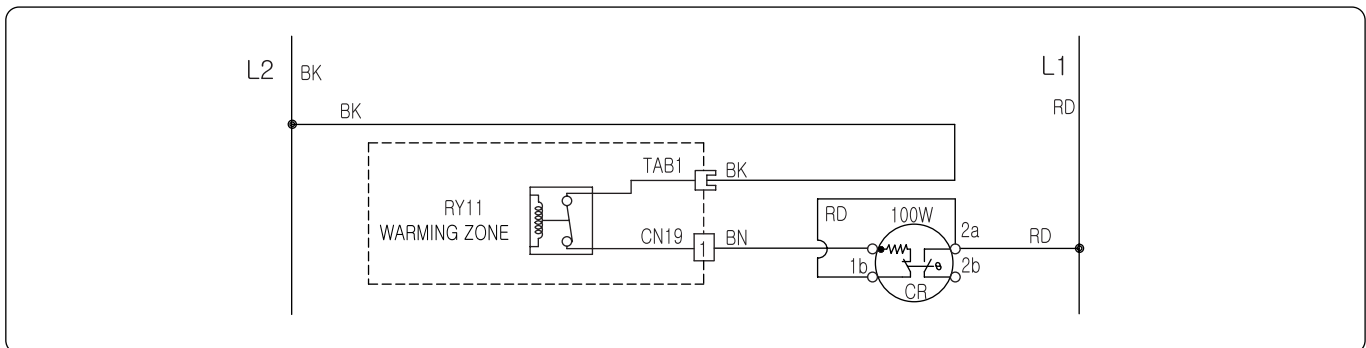 L2
BK
L1
RD
BK
TAB1
BK
RY11
WARMING ZONE
CN19
1
BN
RD
100W
2a
RD
1b
2b
CR
θ